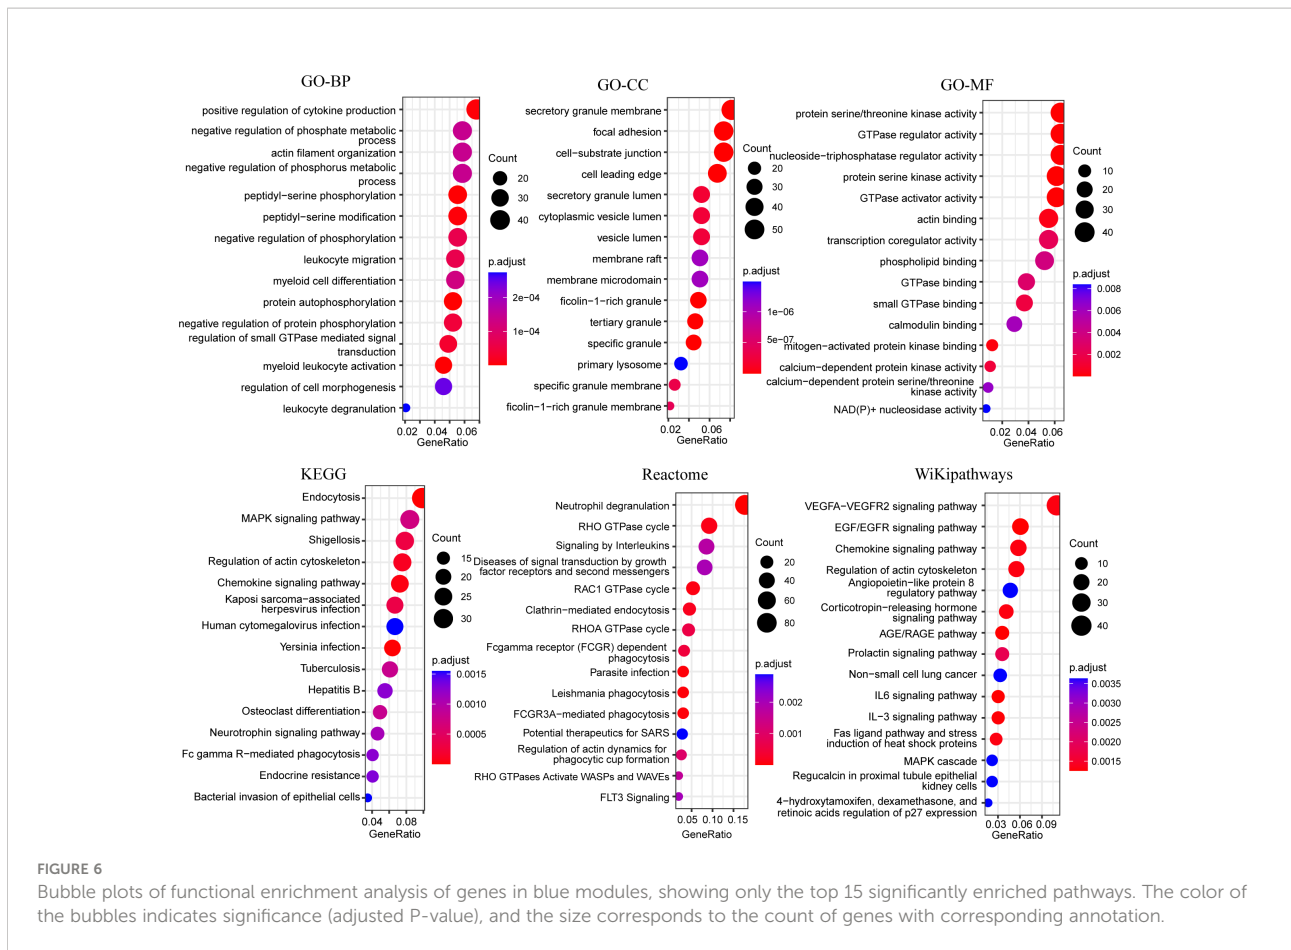 GO-BP
positive regulation of cytokine production
negative regulation of phosphate metabolic
process
actin filament organization
negative regulation of phosphorus metabolic
process
peptidyl−serine phosphorylation
peptidyl−serine modification
negative regulation of phosphorylation
leukocyte migration
myeloid cell differentiation
protein autophosphorylation
negative regulation of protein phosphorylation
regulation of small GTPase mediated signal
transduction
myeloid leukocyte activation
regulation of cell morphogenesis
leukocyte degranulation
0.02 0.04 0.06
GeneRatio
Count
20
30
40
p.adjust
2e−04
1e−04
GO-CC
secretory granule membrane
focal adhesion
cell−substrate junction
cell leading edge
secretory granule lumen
cytoplasmic vesicle lumen
vesicle lumen
membrane raft
membrane microdomain
ficolin−1−rich granule
tertiary granule
specific granule
primary lysosome
specific granule membrane
ficolin−1−rich granule membrane
0.02 0.06
GeneRatio
Count
20
30
40
50
p.adjust
1e−06
5e−07
GO-MF
protein serine/threonine kinase activity
GTPase regulator activity
nucleoside−triphosphatase regulator activity
protein serine kinase activity
GTPase activator activity
actin binding
transcription coregulator activity
phospholipid binding
GTPase binding
small GTPase binding
calmodulin binding
mitogen−activated protein kinase binding
calcium−dependent protein kinase activity
calcium−dependent protein serine/threonine
kinase activity
NAD(P)+ nucleosidase activity
0.02 0.04 0.06
GeneRatio
Count
10
20
30
40
p.adjust
0.008
0.006
0.004
0.002
KEGG
Endocytosis
MAPK signaling pathway
Shigellosis
Regulation of actin cytoskeleton
Chemokine signaling pathway
Kaposi sarcoma−associated
herpesvirus infection
Human cytomegalovirus infection
Yersinia infection
Tuberculosis
Hepatitis B
Osteoclast differentiation
Neurotrophin signaling pathway
Fc gamma R−mediated phagocytosis
Endocrine resistance
Bacterial invasion of epithelial cells
0.04 0.08
GeneRatio
Count
15
20
25
30
p.adjust
0.0015
0.0010
0.0005
Reactome
Neutrophil degranulation
RHO GTPase cycle
Signaling by Interleukins
Diseases of signal transduction by growth
factor receptors and second messengers
RAC1 GTPase cycle
Clathrin−mediated endocytosis
RHOA GTPase cycle
Fcgamma receptor (FCGR) dependent
phagocytosis
Parasite infection
Leishmania phagocytosis
FCGR3A−mediated phagocytosis
Potential therapeutics for SARS
Regulation of actin dynamics for
phagocytic cup formation
RHO GTPases Activate WASPs and WAVEs
FLT3 Signaling
0.05 0.10 0.15
GeneRatio
Count
20
40
60
80
p.adjust
0.002
0.001
WiKipathways
VEGFA−VEGFR2 signaling pathway
EGF/EGFR signaling pathway
Chemokine signaling pathway
Regulation of actin cytoskeleton
Angiopoietin−like protein 8
regulatory pathway
Corticotropin−releasing hormone
signaling pathway
AGE/RAGE pathway
Prolactin signaling pathway
Non−small cell lung cancer
IL6 signaling pathway
IL−3 signaling pathway
Fas ligand pathway and stress
induction of heat shock proteins
MAPK cascade
Regucalcin in proximal tubule epithelial
kidney cells
4−hydroxytamoxifen, dexamethasone, and
retinoic acids regulation of p27 expression
0.03 0.06 0.09
GeneRatio
Count
10
20
30
40
p.adjust
0.0035
0.0030
0.0025
0.0020
0.0015
FIGURE 6
Bubble plots of functional enrichment analysis of genes in blue modules, showing only the top 15 significantly enriched pathways. The color of
the bubbles indicates significance (adjusted P-value), and the size corresponds to the count of genes with corresponding annotation.